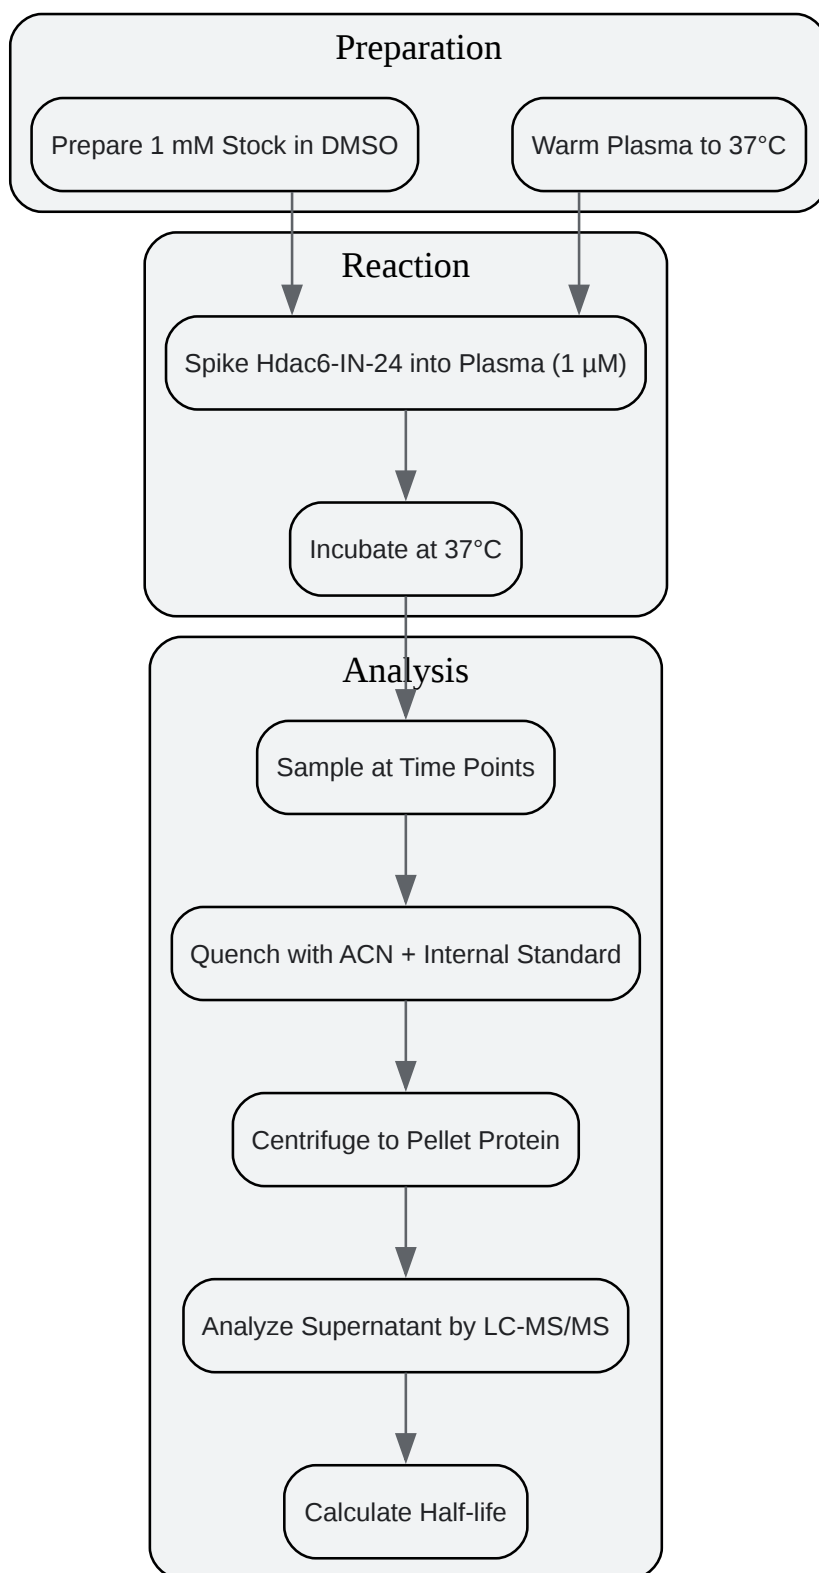 Preparation
Prepare 1 mM Stock in DMSO
Warm Plasma to 37°C
Reaction
Spike Hdac6-IN-24 into Plasma (1 µM)
Incubate at 37°C
Analysis
Sample at Time Points
Quench with ACN + Internal Standard
Centrifuge to Pellet Protein
Analyze Supernatant by LC-MS/MS
Calculate Half-life